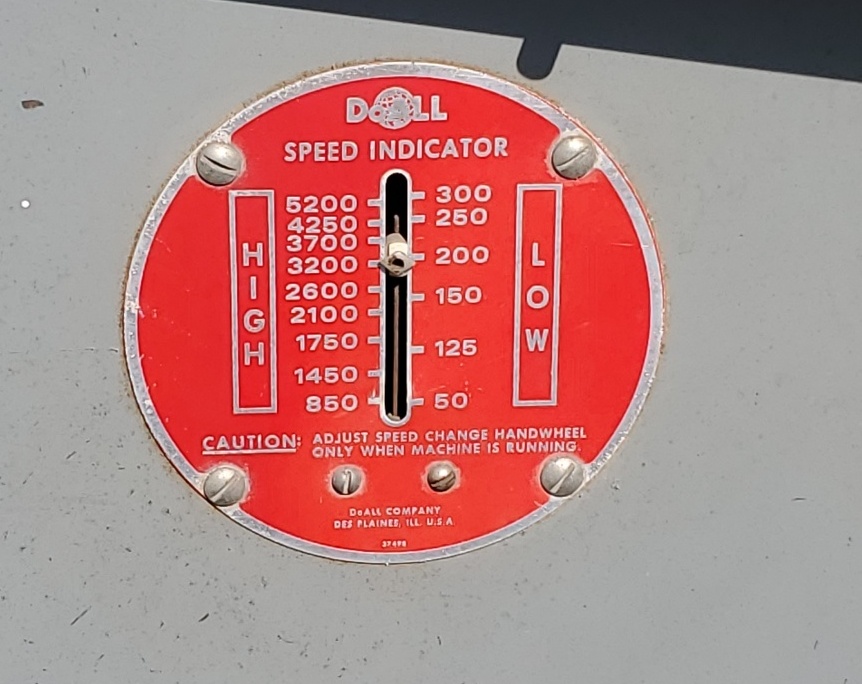 DoALL
SPEED INDICATOR
HIGH
5200
4250
3700
3200
2600
2100
1750
1450
850
300
250
200
150
125
50
LOW
CAUTION: ADJUST SPEED CHANGE HANDWHEEL
ONLY WHEN MACHINE IS RUNNING.
DoALL COMPANY
DES PLAINES, ILL. U.S.A.